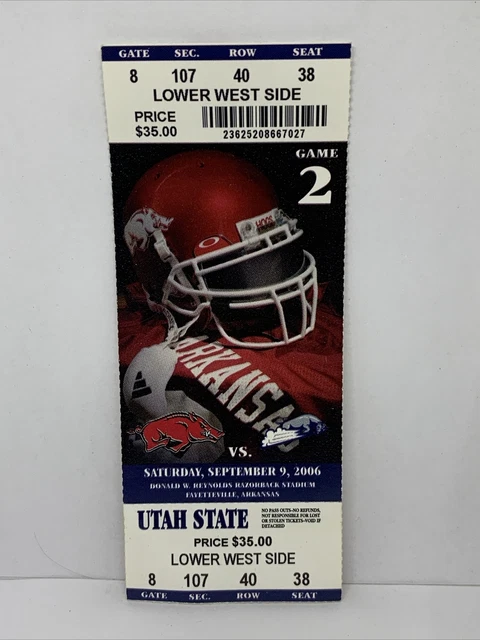 GATE SEC. ROW SEAT
8 107 40 38
LOWER WEST SIDE
PRICE
$35.00
23625208667027
GAME
2
HOGS
ARKANSAS
VS.
SATURDAY, SEPTEMBER 9, 2006
DONALD W. REYNOLDS RAZORBACK STADIUM
FAYETTEVILLE, ARKANSAS
UTAH STATE
NO PASS OUTS-NO REFUNDS,
NOT RESPONSIBLE FOR LOST
OR STOLEN TICKETS-VOID IF
DETACHED
PRICE $35.00
LOWER WEST SIDE
8 107 40 38
GATE SEC. ROW SEAT